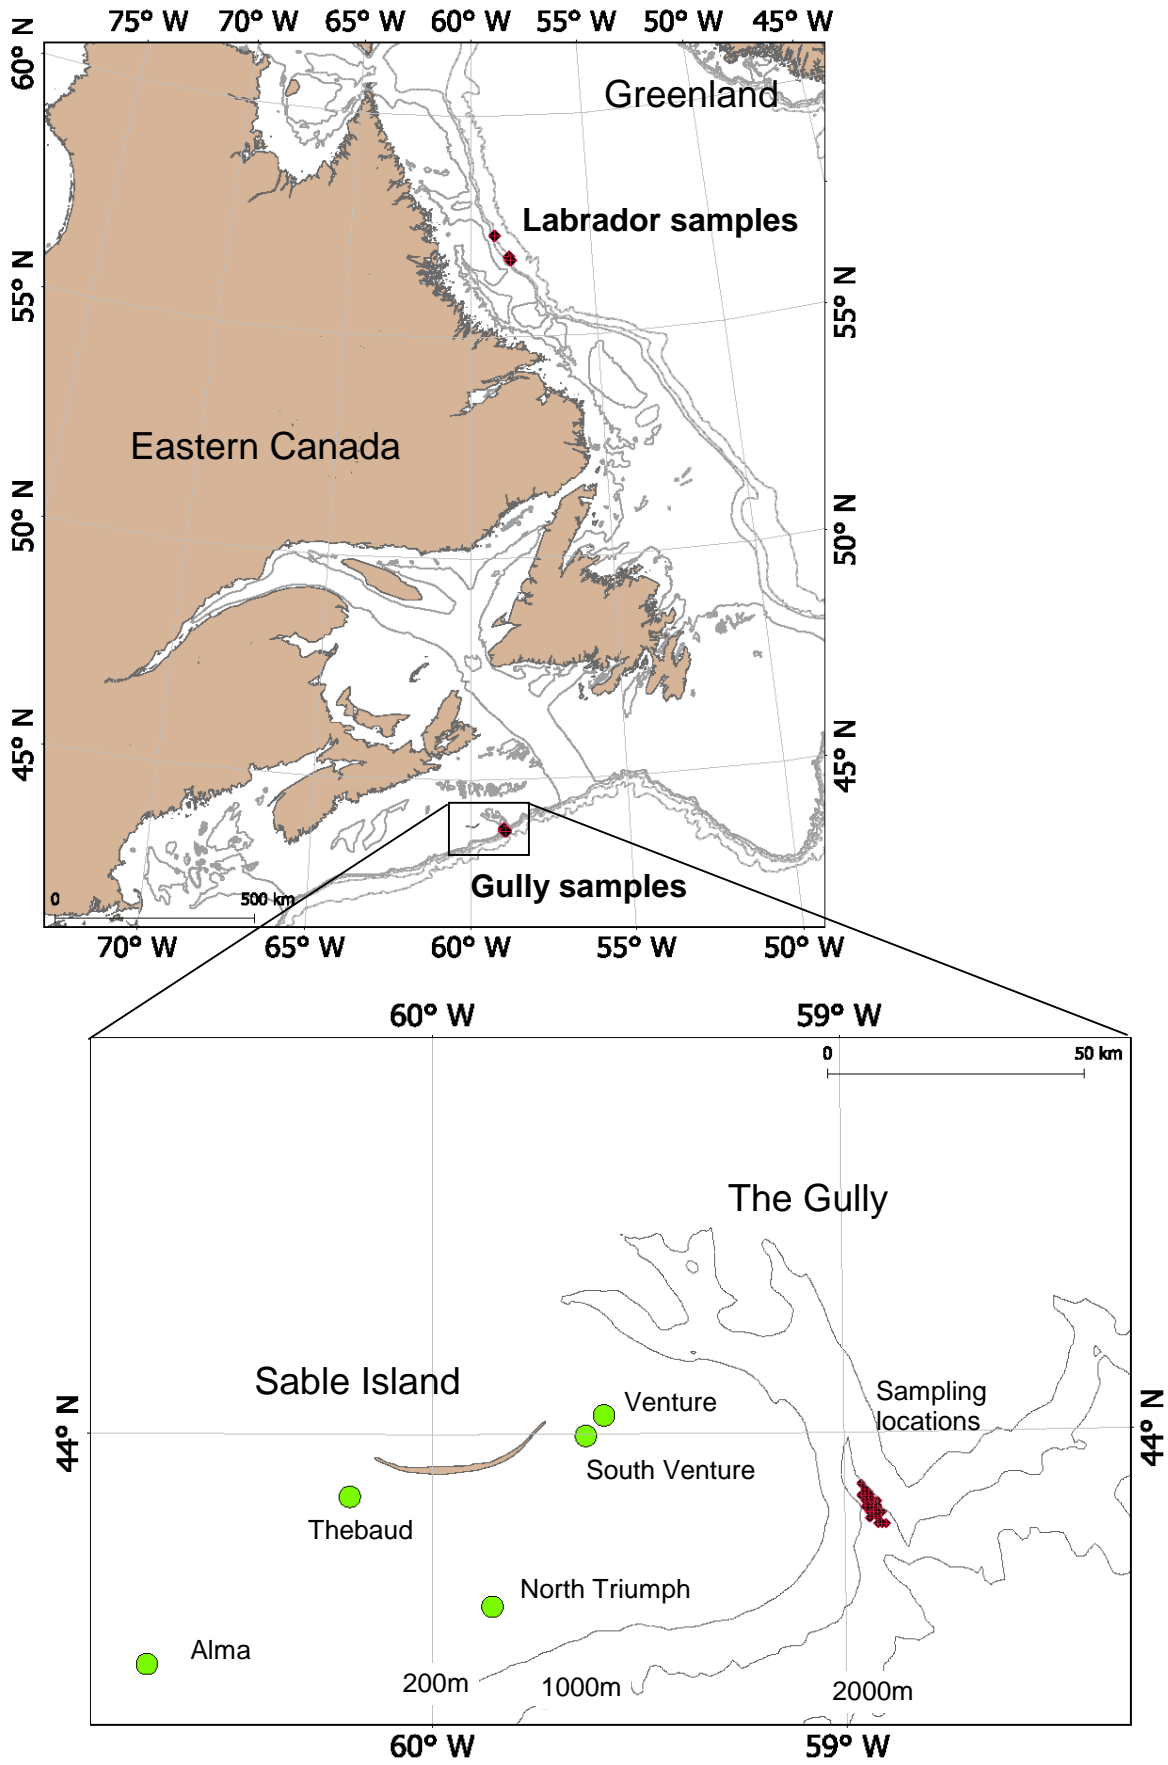 75° W 70° W 65° W 60° W 55° W 50° W 45° W
60° N
Greenland
Labrador samples
55° N
55° N
Eastern Canada
50° N
50° N
45° N
45° N
Gully samples
0 500 km
70° W 65° W 60° W 55° W 50° W
60° W 59° W
0 50 km
The Gully
Sable Island
Venture
Sampling
locations
44° N
44° N
South Venture
Thebaud
North Triumph
Alma
200m 1000m 2000m
60° W 59° W